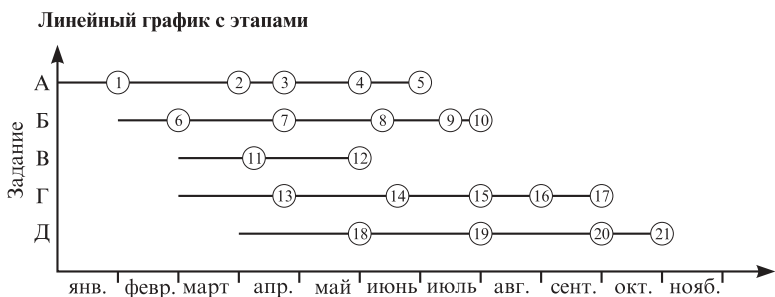 Линейный график с этапами
Задание
А 1 2 3 4 5
Б 6 7 8 9 10
В 11 12
Г 13 14 15 16 17
Д 18 19 20 21
янв. февр. март апр. май июнь июль авг. сент. окт. нояб.